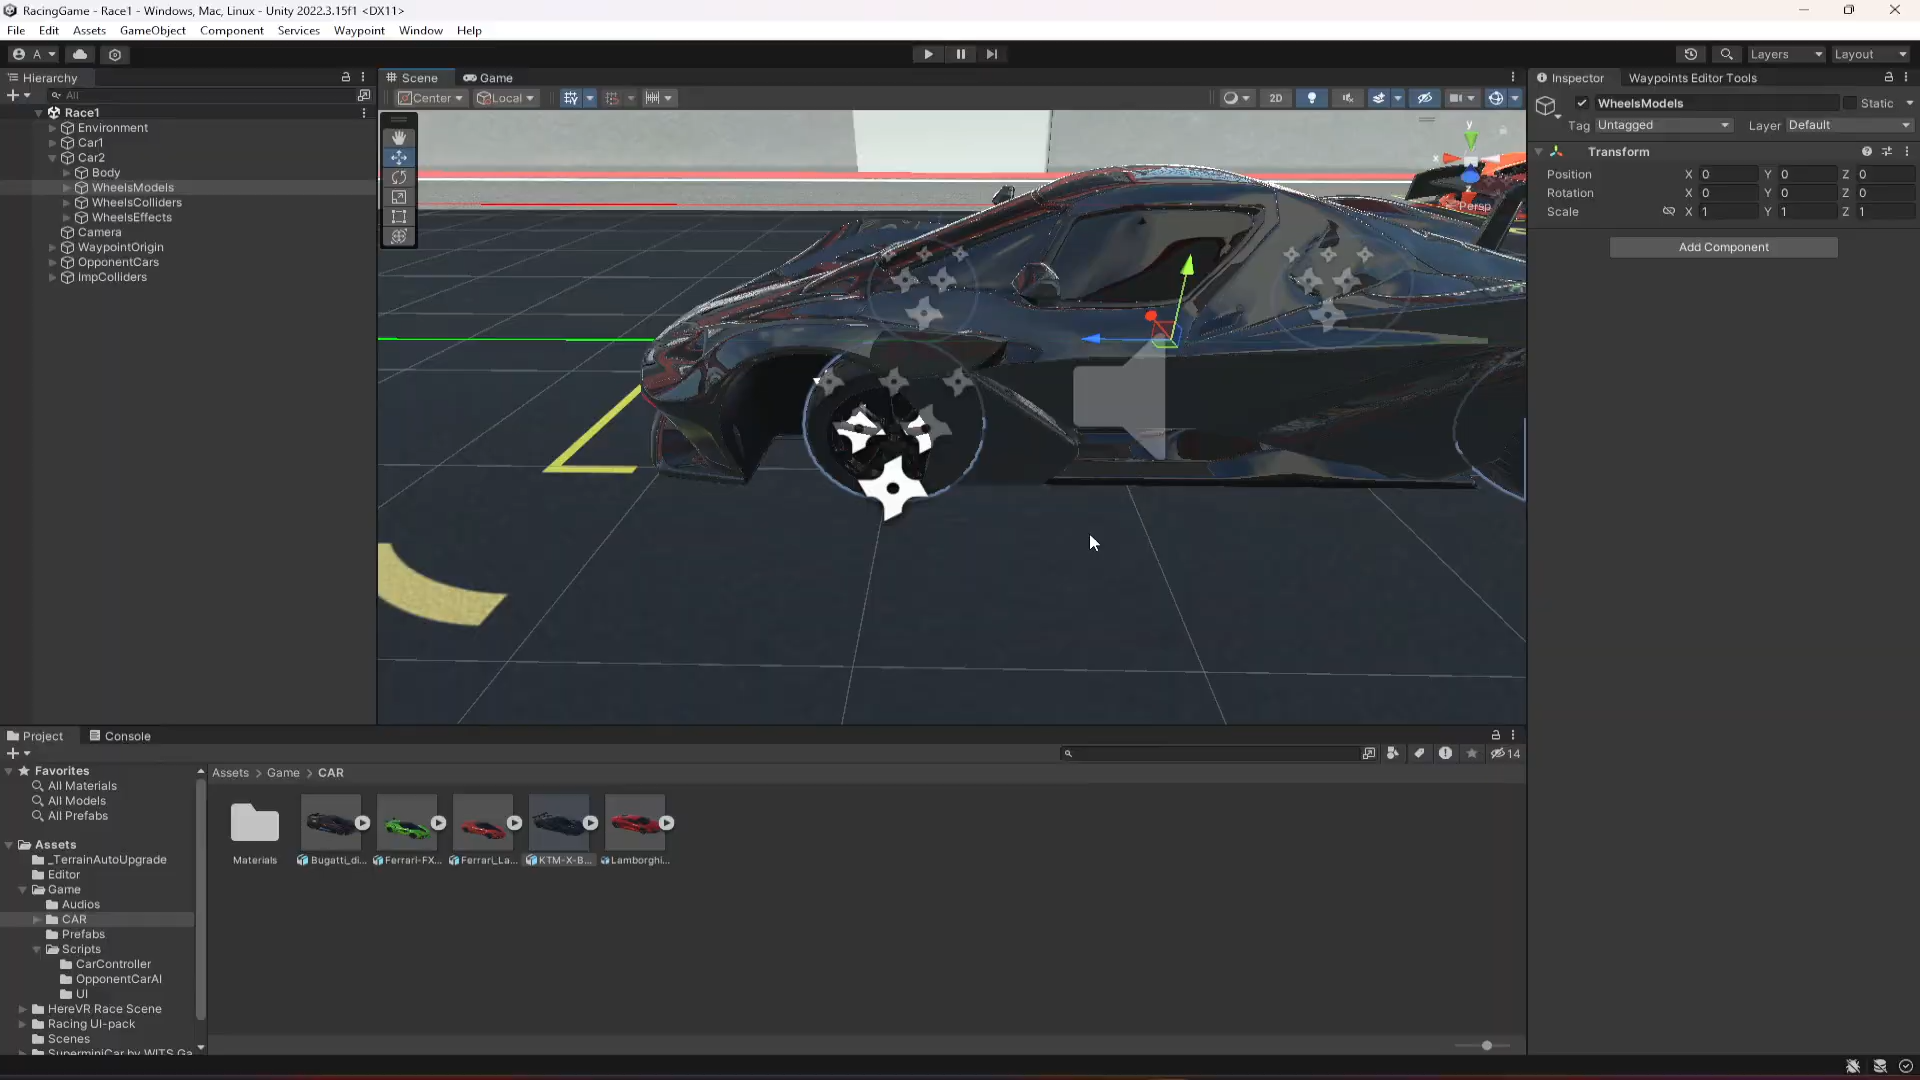 RacingGame - Race1 - Windows, Mac, Linux - Unity 2022.3.15f1 <DX11>
File Edit Assets GameObject Component Services Waypoint Window Help
A Layers Layout
Hierarchy
All
Race1
Environment
Car1
Car2
Body
WheelsModels
WheelsColliders
WheelsEffects
Camera
WaypointOrigin
OpponentCars
ImpColliders
Scene Game
Center Local 2D
y
x
z
Persp
Inspector Waypoints Editor Tools
WheelsModels Static
Tag Untagged Layer Default
Transform
Position X 0 Y 0 Z 0
Rotation X 0 Y 0 Z 0
Scale X 1 Y 1 Z 1
Add Component
Project Console
14
Favorites
All Materials
All Models
All Prefabs
Assets
_TerrainAutoUpgrade
Editor
Game
Audios
CAR
Prefabs
Scripts
CarController
OpponentCarAI
UI
HereVR Race Scene
Racing UI-pack
Scenes
SuperminiCar by WITS Ga
Assets > Game > CAR
Materials Bugatti_di... Ferrari-FX... Ferrari_La... KTM-X-B... Lamborghi...